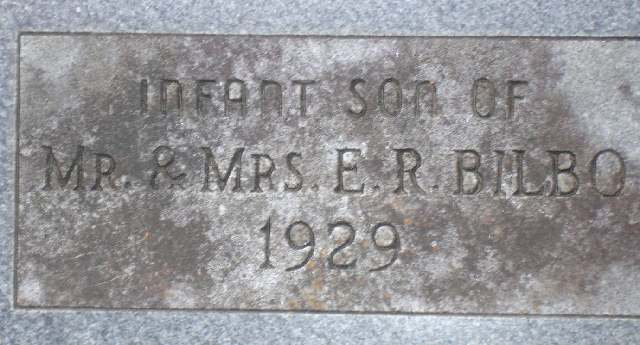 INFANT SON OF
MR. & MRS. E. R. BILBO
1929